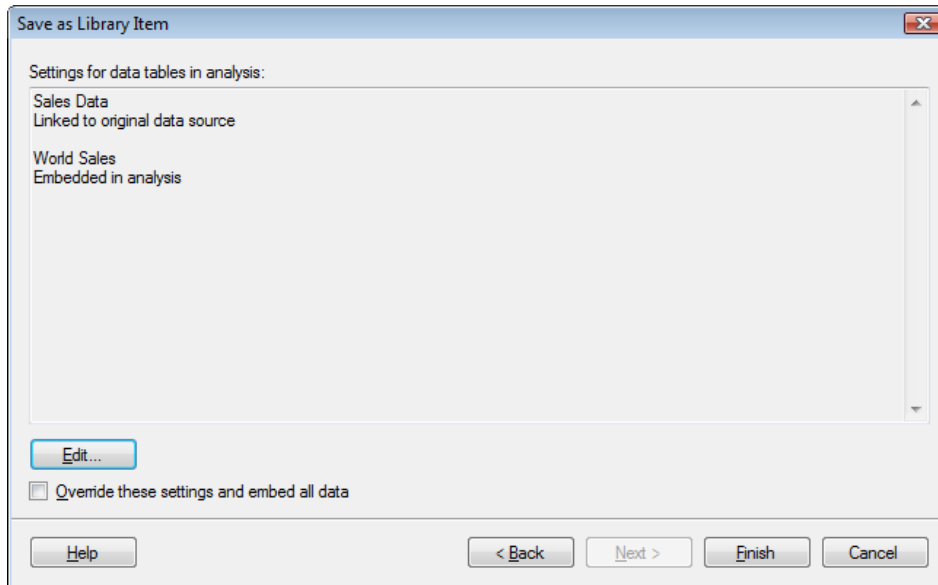 Save as Library Item
Settings for data tables in analysis:
Sales Data
Linked to original data source
World Sales
Embedded in analysis
Edit...
Override these settings and embed all data
Help
< Back
Next >
Finish
Cancel